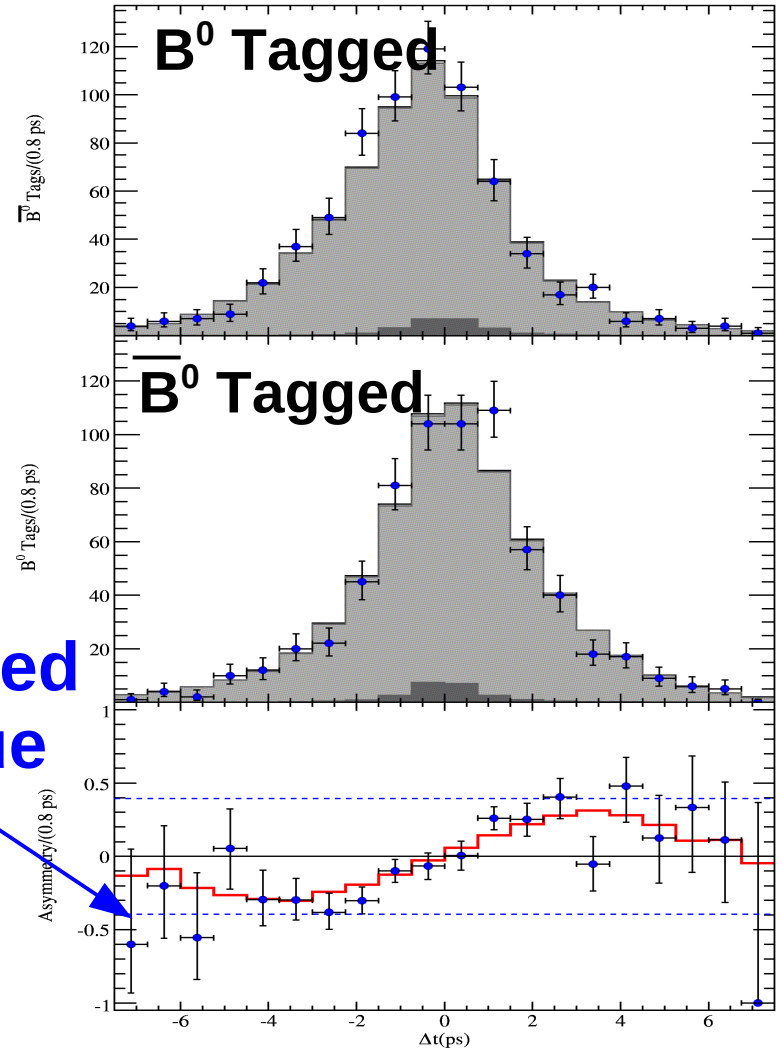 B⁰ Tagged
120
100
80
60
40
20
B̅⁰ Tags/(0.8 ps)
B̅⁰ Tagged
120
100
80
60
40
20
B⁰ Tags/(0.8 ps)
ed
ue
1
0.5
0
-0.5
-1
Asymmetry/(0.8 ps)
-6 -4 -2 0 2 4 6
Δt(ps)